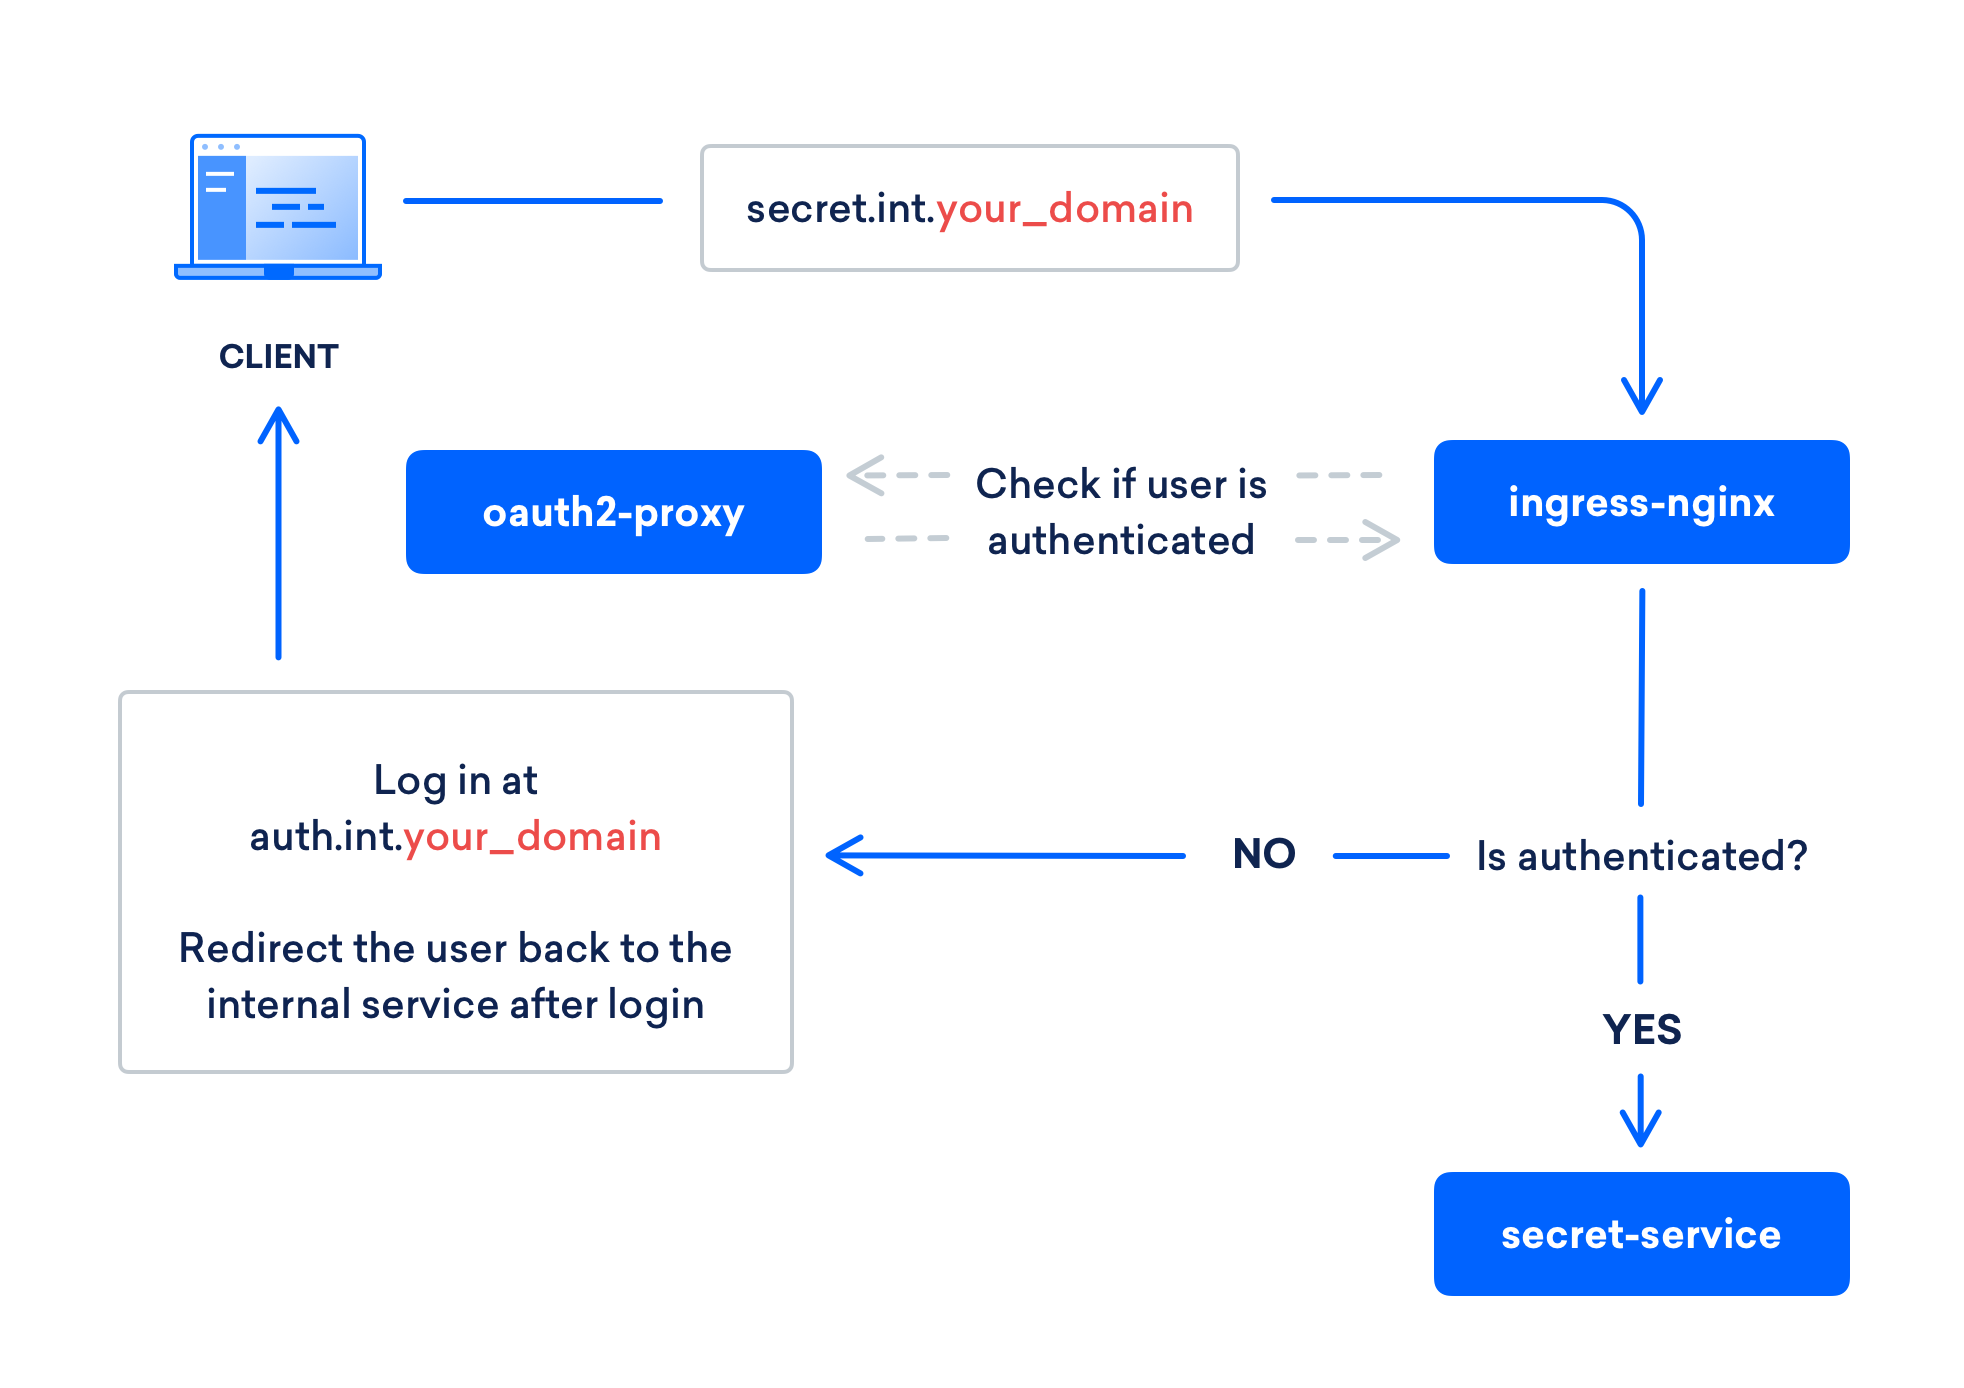 secret.int.your_domain
CLIENT
oauth2-proxy
Check if user is
authenticated
ingress-nginx
Log in at
auth.int.your_domain
Redirect the user back to the
internal service after login
NO
Is authenticated?
YES
secret-service